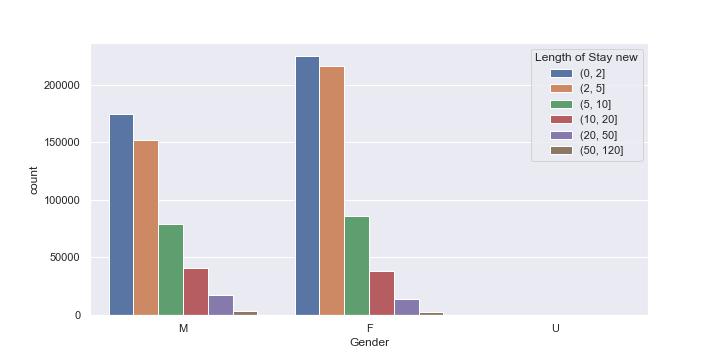 Length of Stay new
(0, 2]
(2, 5]
(5, 10]
(10, 20]
(20, 50]
(50, 120]
200000
150000
100000
50000
0
count
M F U
Gender